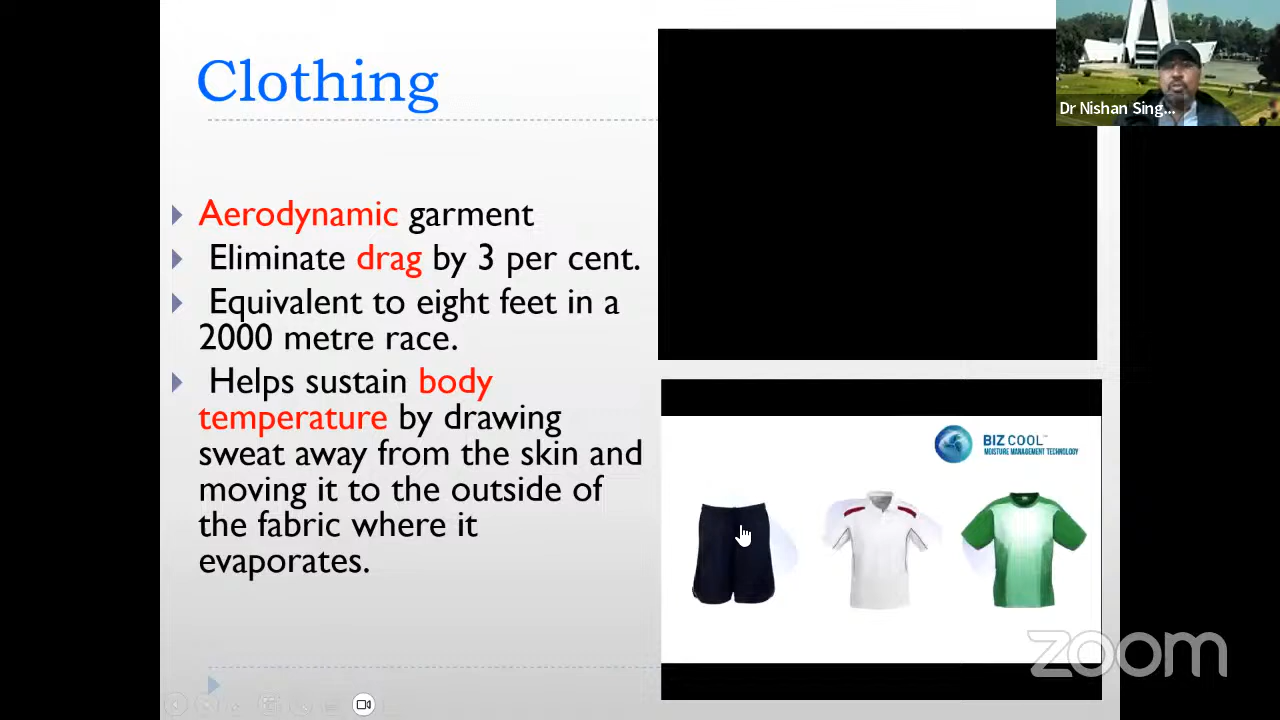 Clothing
Aerodynamic garment
Eliminate drag by 3 per cent.
Equivalent to eight feet in a
2000 metre race.
Helps sustain body
temperature by drawing
sweat away from the skin and
moving it to the outside of
the fabric where it
evaporates.
Dr Nishan Sing...
BIZ COOL™
MOISTURE MANAGEMENT TECHNOLOGY
zoom